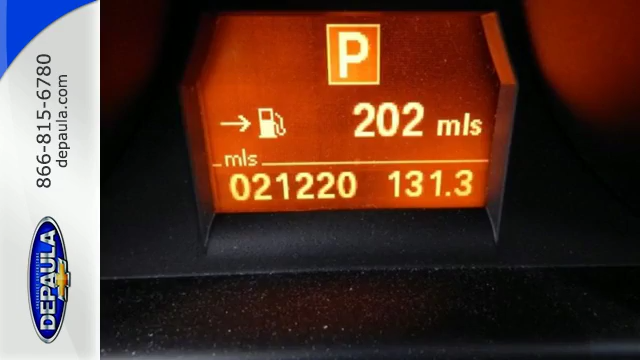 P
→ 202 mls
mls
021220 131.3
866-815-6780
depaula.com
DEPAULA